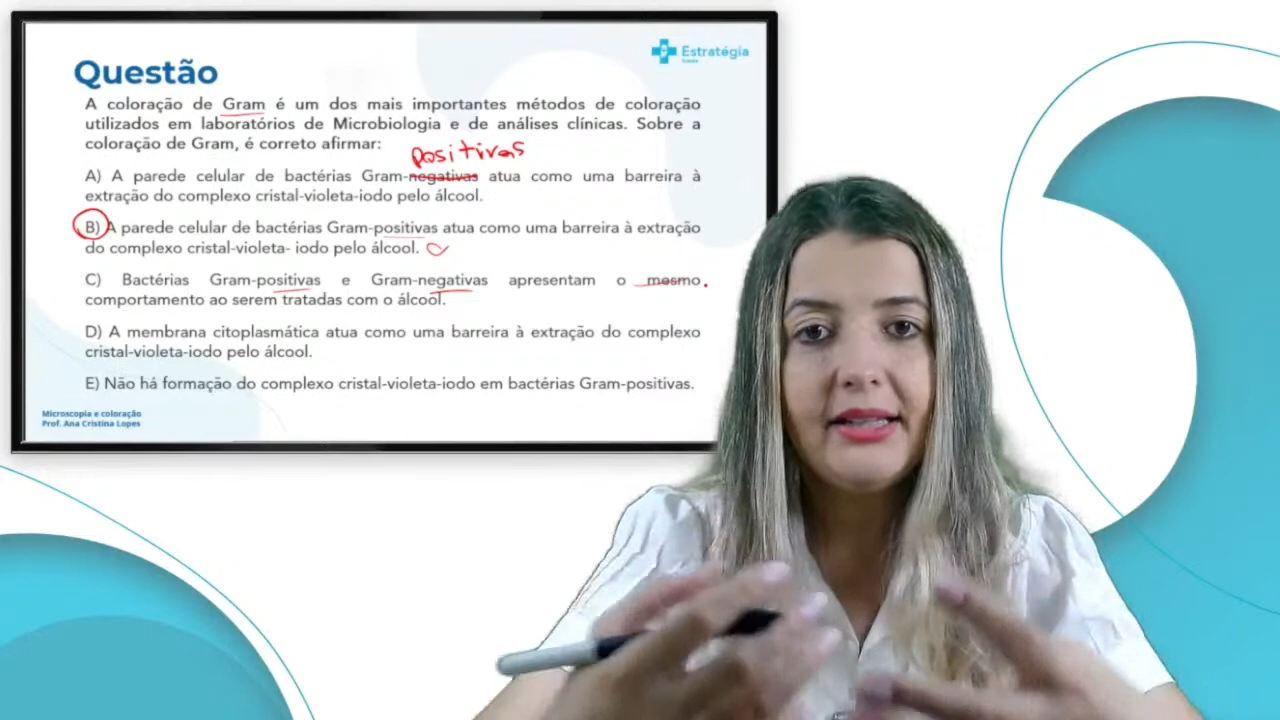 Questão
Estratégia
Saúde
A coloração de Gram é um dos mais importantes métodos de coloração
utilizados em laboratórios de Microbiologia e de análises clínicas. Sobre a
coloração de Gram, é correto afirmar:
positivas
A) A parede celular de bactérias Gram-negativas atua como uma barreira à
extração do complexo cristal-violeta-iodo pelo álcool.
B) A parede celular de bactérias Gram-positivas atua como uma barreira à extração
do complexo cristal-violeta- iodo pelo álcool.
C) Bactérias Gram-positivas e Gram-negativas apresentam o mesmo
comportamento ao serem tratadas com o álcool.
D) A membrana citoplasmática atua como uma barreira à extração do complexo
cristal-violeta-iodo pelo álcool.
E) Não há formação do complexo cristal-violeta-iodo em bactérias Gram-positivas.
Microscopia e coloração
Prof. Ana Cristina Lopes